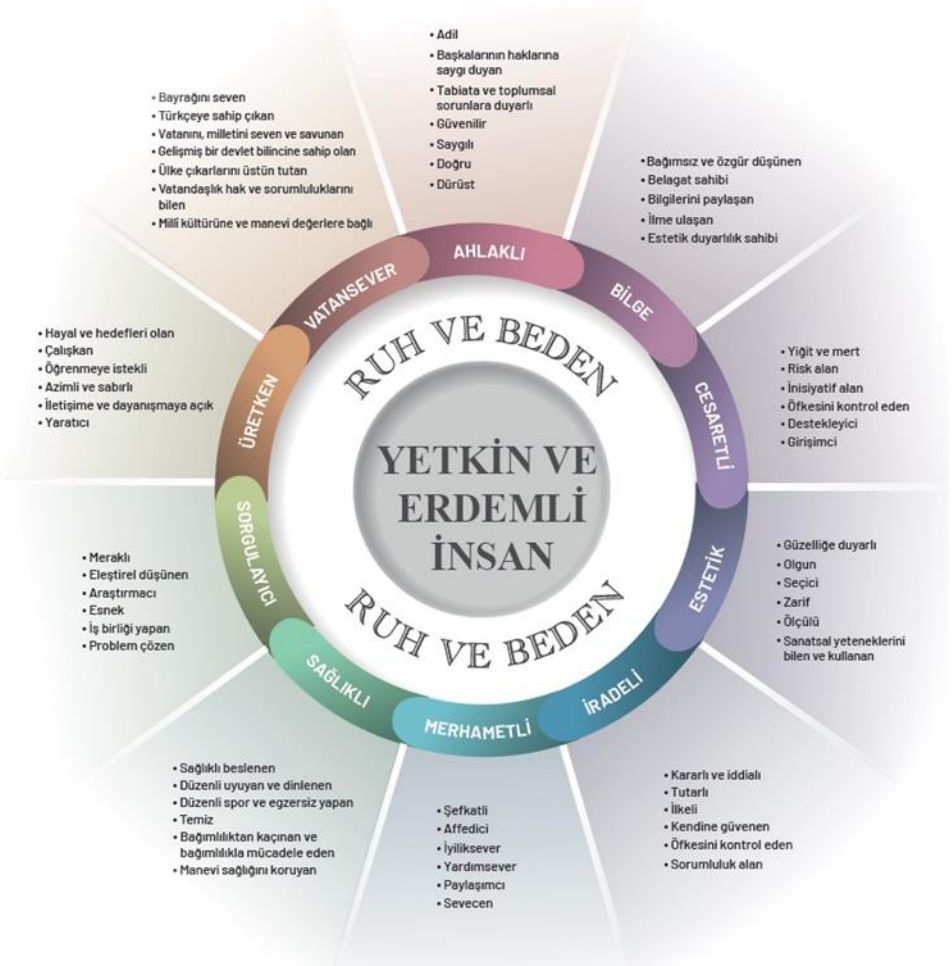 • Adil
• Başkalarının haklarına
saygı duyan
• Tabiata ve toplumsal
sorunlara duyarlı
• Güvenilir
• Saygılı
• Doğru
• Dürüst
• Bayrağını seven
• Türkçeye sahip çıkan
• Vatanını, milletini seven ve savunan
• Gelişmiş bir devlet bilincine sahip olan
• Ülke çıkarlarını üstün tutan
• Vatandaşlık hak ve sorumluluklarını
bilen
• Millî kültürüne ve manevi değerlere bağlı
• Bağımsız ve özgür düşünen
• Belagat sahibi
• Bilgilerini paylaşan
• İlme ulaşan
• Estetik duyarlılık sahibi
AHLAKLI
VATANSEVER
BİLGE
• Hayal ve hedefleri olan
• Çalışkan
• Öğrenmeye istekli
• Azimli ve sabırlı
• İletişime ve dayanışmaya açık
• Yaratıcı
ÜRETKEN
RUH VE BEDEN
CESARETLİ
• Yiğit ve mert
• Risk alan
• İnisiyatif alan
• Öfkesini kontrol eden
• Destekleyici
• Girişimci
YETKİN VE
ERDEMLİ
İNSAN
• Meraklı
• Eleştirel düşünen
• Araştırmacı
• Esnek
• İş birliği yapan
• Problem çözen
SORGULAYICI
RUH VE BEDEN
ESTETİK
• Güzelliğe duyarlı
• Olgun
• Seçici
• Zarif
• Ölçülü
• Sanatsal yeteneklerini
bilen ve kullanan
SAĞLIKLI
MERHAMETLİ
İRADELİ
• Sağlıklı beslenen
• Düzenli uyuyan ve dinlenen
• Düzenli spor ve egzersiz yapan
• Temiz
• Bağımlılıktan kaçınan ve
bağımlılıkla mücadele eden
• Manevi sağlığını koruyan
• Şefkatli
• Affedici
• İyiliksever
• Yardımsever
• Paylaşımcı
• Sevecen
• Kararlı ve iddialı
• Tutarlı
• İlkeli
• Kendine güvenen
• Öfkesini kontrol eden
• Sorumluluk alan